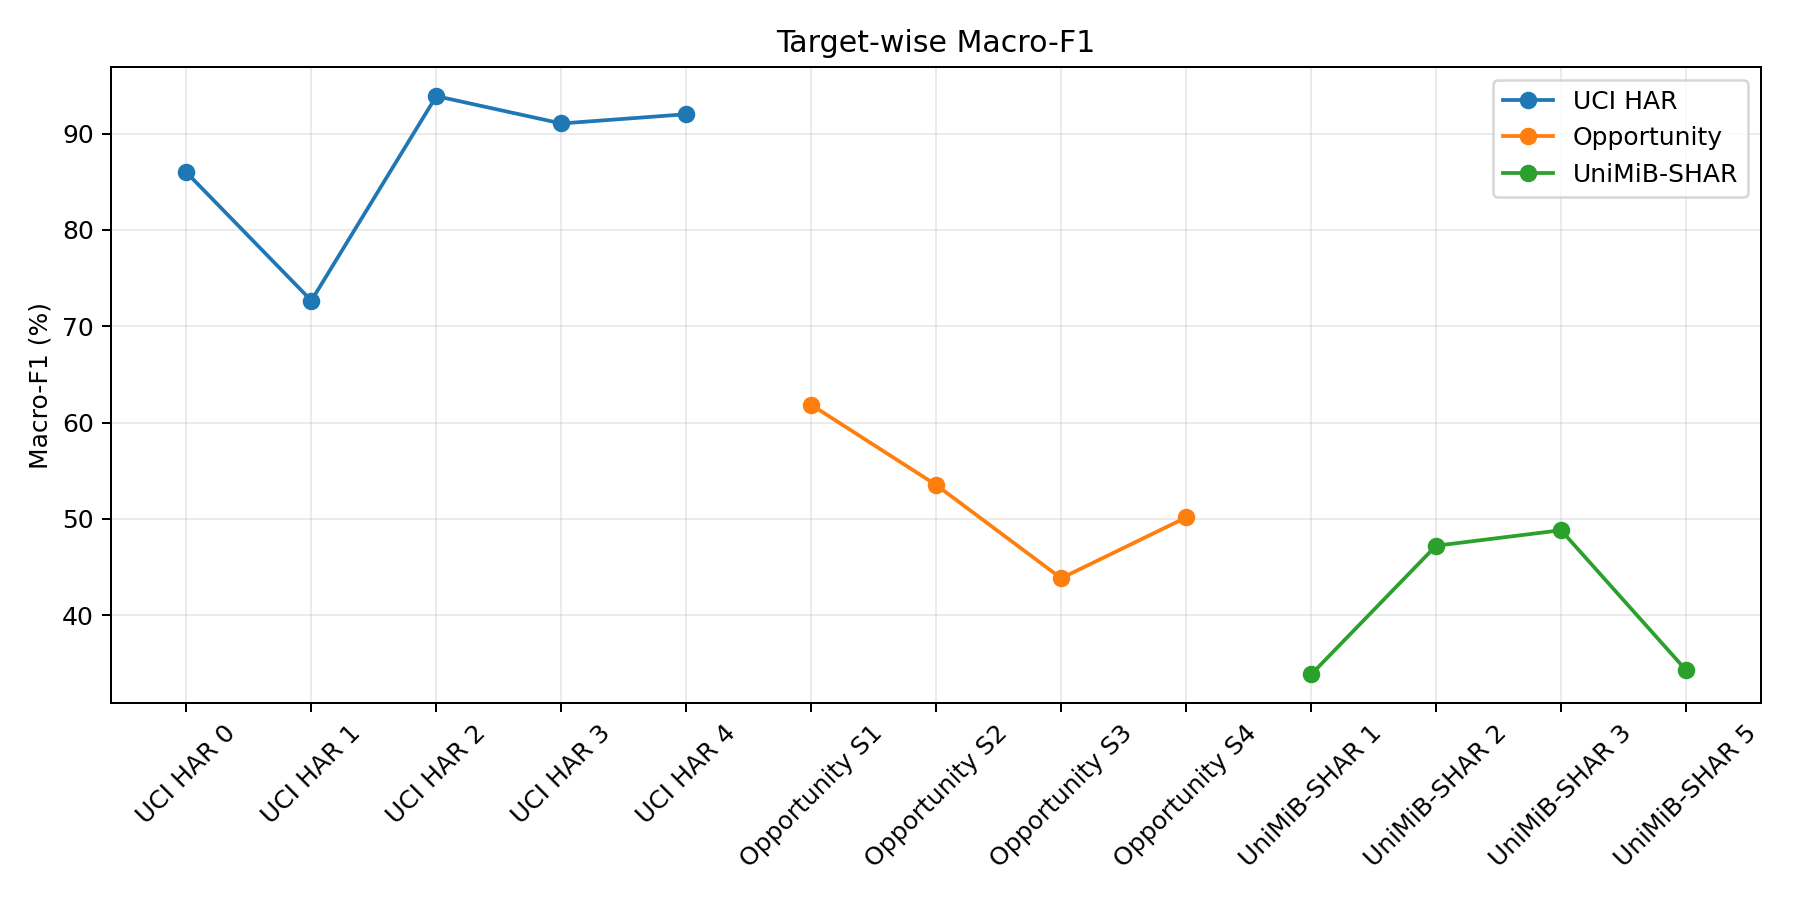 Target-wise Macro-F1
Macro-F1 (%)
90
80
70
60
50
40
UCI HAR
Opportunity
UniMiB-SHAR
UCI HAR 0
UCI HAR 1
UCI HAR 2
UCI HAR 3
UCI HAR 4
Opportunity S1
Opportunity S2
Opportunity S3
Opportunity S4
UniMiB-SHAR 1
UniMiB-SHAR 2
UniMiB-SHAR 3
UniMiB-SHAR 5